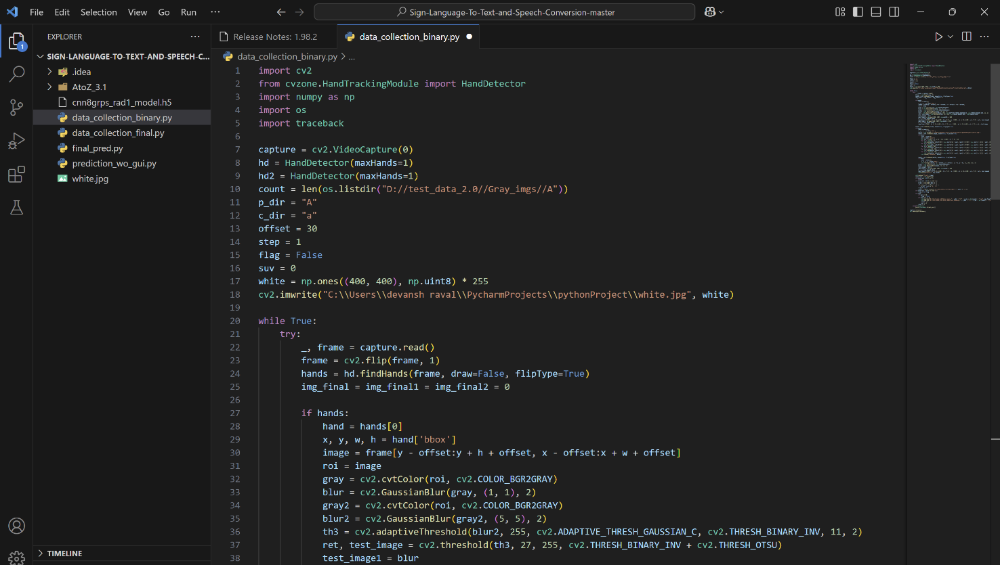 File Edit Selection View Go Run ···
Sign-Language-To-Text-and-Speech-Conversion-master
1
EXPLORER
SIGN-LANGUAGE-TO-TEXT-AND-SPEECH-C...
.idea
AtoZ_3.1
cnn8grps_rad1_model.h5
data_collection_binary.py
data_collection_final.py
final_pred.py
prediction_wo_gui.py
white.jpg
TIMELINE
Release Notes: 1.98.2
data_collection_binary.py
data_collection_binary.py > ...
1 import cv2
2 from cvzone.HandTrackingModule import HandDetector
3 import numpy as np
4 import os
5 import traceback
6
7 capture = cv2.VideoCapture(0)
8 hd = HandDetector(maxHands=1)
9 hd2 = HandDetector(maxHands=1)
10 count = len(os.listdir("D://test_data_2.0//Gray_imgs//A"))
11 p_dir = "A"
12 c_dir = "a"
13 offset = 30
14 step = 1
15 flag = False
16 suv = 0
17 white = np.ones((400, 400), np.uint8) * 255
18 cv2.imwrite("C:\\Users\\devansh raval\\PycharmProjects\\pythonProject\\white.jpg", white)
19
20 while True:
21 try:
22 _, frame = capture.read()
23 frame = cv2.flip(frame, 1)
24 hands = hd.findHands(frame, draw=False, flipType=True)
25 img_final = img_final1 = img_final2 = 0
26
27 if hands:
28 hand = hands[0]
29 x, y, w, h = hand['bbox']
30 image = frame[y - offset:y + h + offset, x - offset:x + w + offset]
31 roi = image
32 gray = cv2.cvtColor(roi, cv2.COLOR_BGR2GRAY)
33 blur = cv2.GaussianBlur(gray, (1, 1), 2)
34 gray2 = cv2.cvtColor(roi, cv2.COLOR_BGR2GRAY)
35 blur2 = cv2.GaussianBlur(gray2, (5, 5), 2)
36 th3 = cv2.adaptiveThreshold(blur2, 255, cv2.ADAPTIVE_THRESH_GAUSSIAN_C, cv2.THRESH_BINARY_INV, 11, 2)
37 ret, test_image = cv2.threshold(th3, 27, 255, cv2.THRESH_BINARY_INV + cv2.THRESH_OTSU)
38 test_image1 = blur